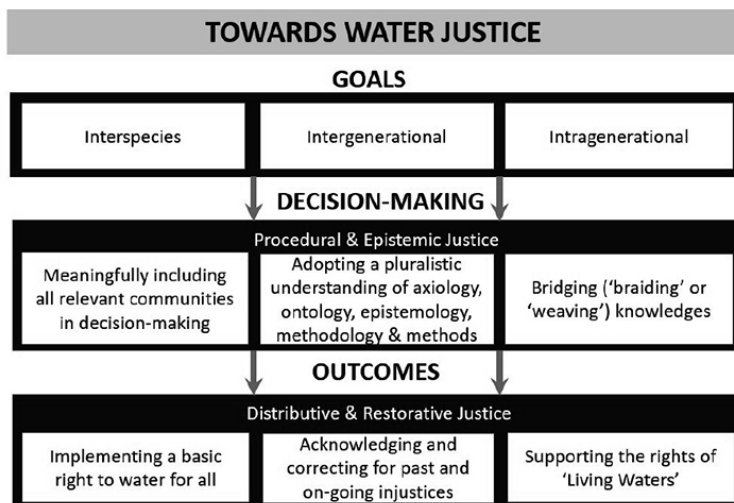 TOWARDS WATER JUSTICE
GOALS
Interspecies
Intergenerational
Intragenerational
DECISION-MAKING
Procedural & Epistemic Justice
Meaningfully including
all relevant communities
in decision-making
Adopting a pluralistic
understanding of axiology,
ontology, epistemology,
methodology & methods
Bridging (‘braiding’ or
‘weaving’) knowledges
OUTCOMES
Distributive & Restorative Justice
Implementing a basic
right to water for all
Acknowledging and
correcting for past and
on-going injustices
Supporting the rights of
‘Living Waters’